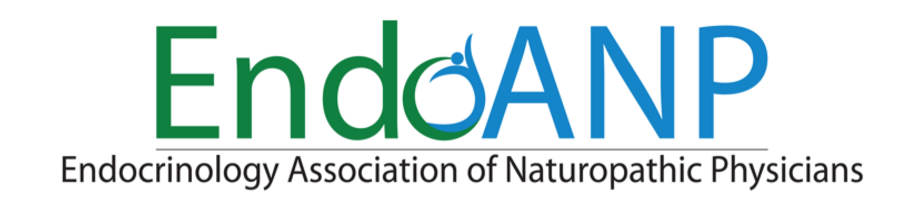 EndoANP
Endocrinology Association of Naturopathic Physicians